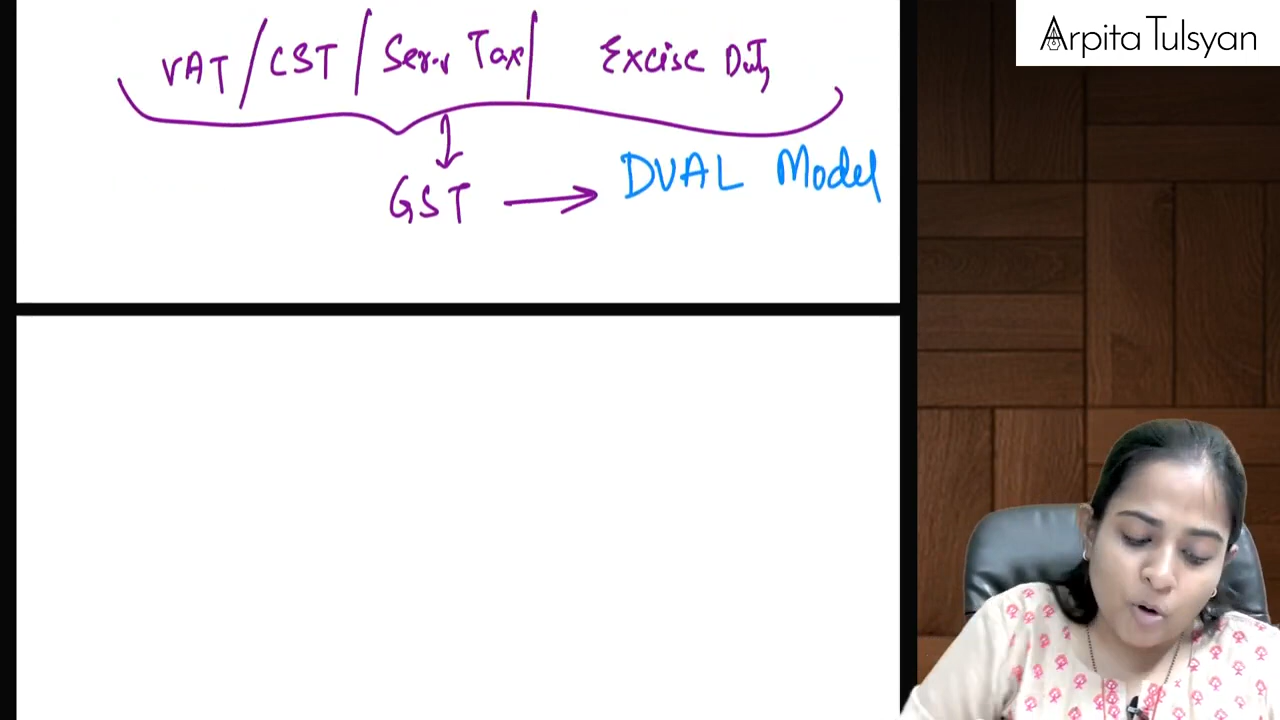 Arpita Tulsyan
VAT / CST / Serv Tax / Excise Duty
GST → DUAL Model